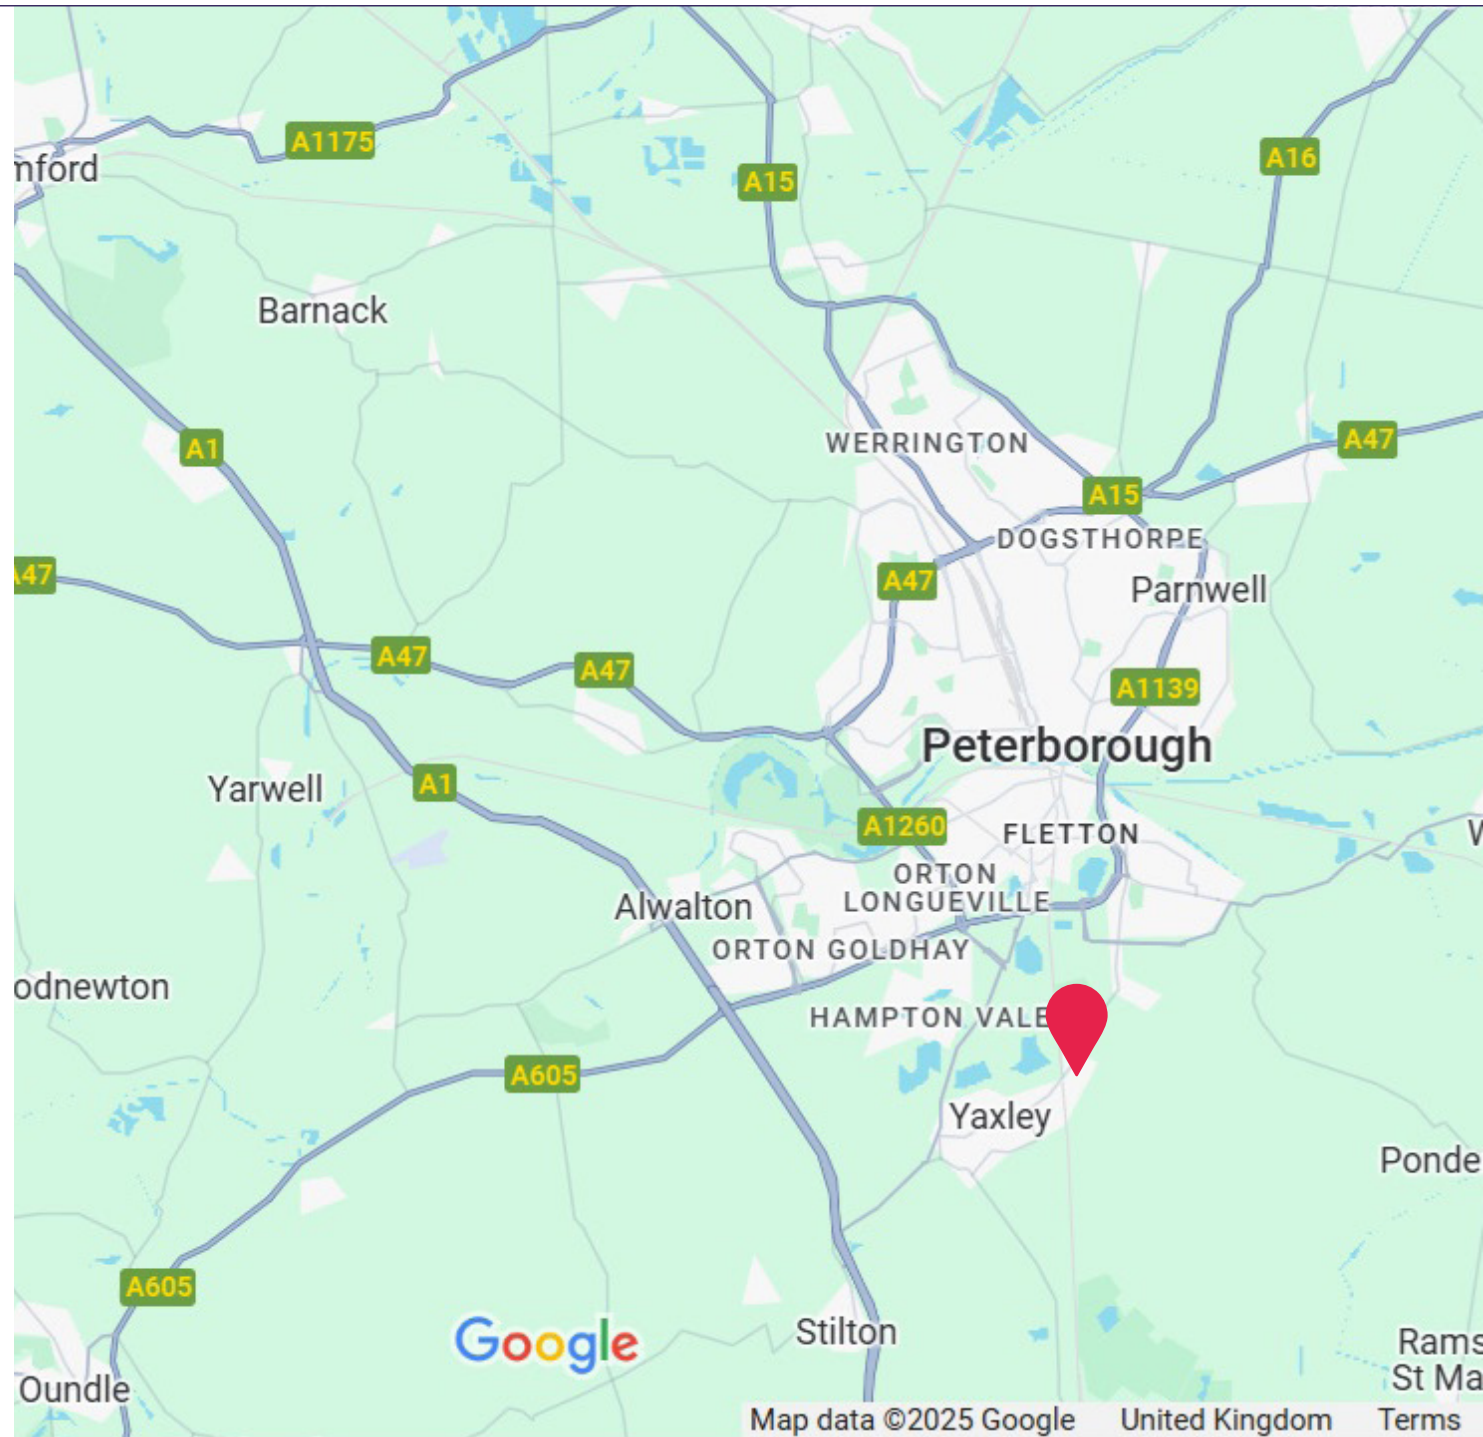 A1175
A15
A16
mford
Barnack
A1
WERRINGTON
A47
A15
DOGSTHORPE
A47
A47
Parnwell
A47
A47
A1139
Peterborough
Yarwell
A1
A1260
FLETTON
W
ORTON
LONGUEVILLE
Alwalton
ORTON GOLDHAY
odnewton
HAMPTON VALE
A605
Yaxley
Ponde
A605
Stilton
Google
Rams
St Ma
Oundle
Map data ©2025 Google United Kingdom Terms